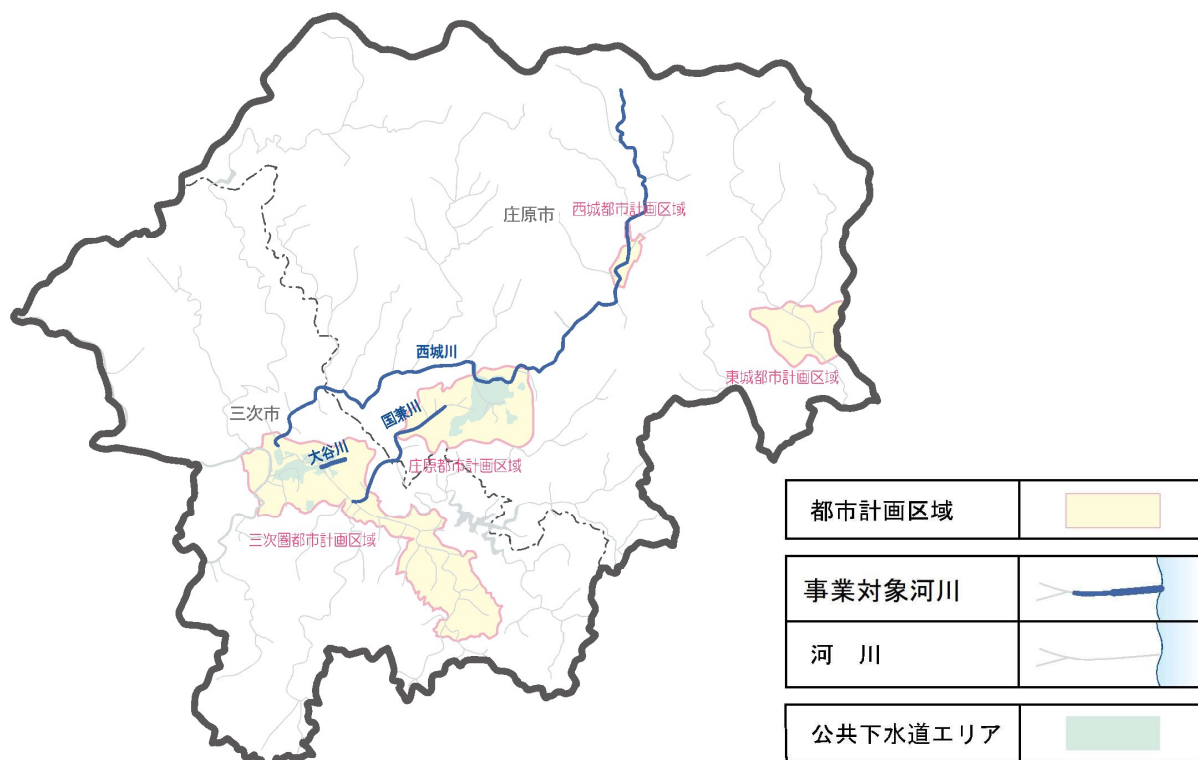 庄原市
西城都市計画区域
西城川
東城都市計画区域
三次市
国兼川
大谷川
庄原都市計画区域
三次圏都市計画区域
都市計画区域
事業対象河川
河　川
公共下水道エリア